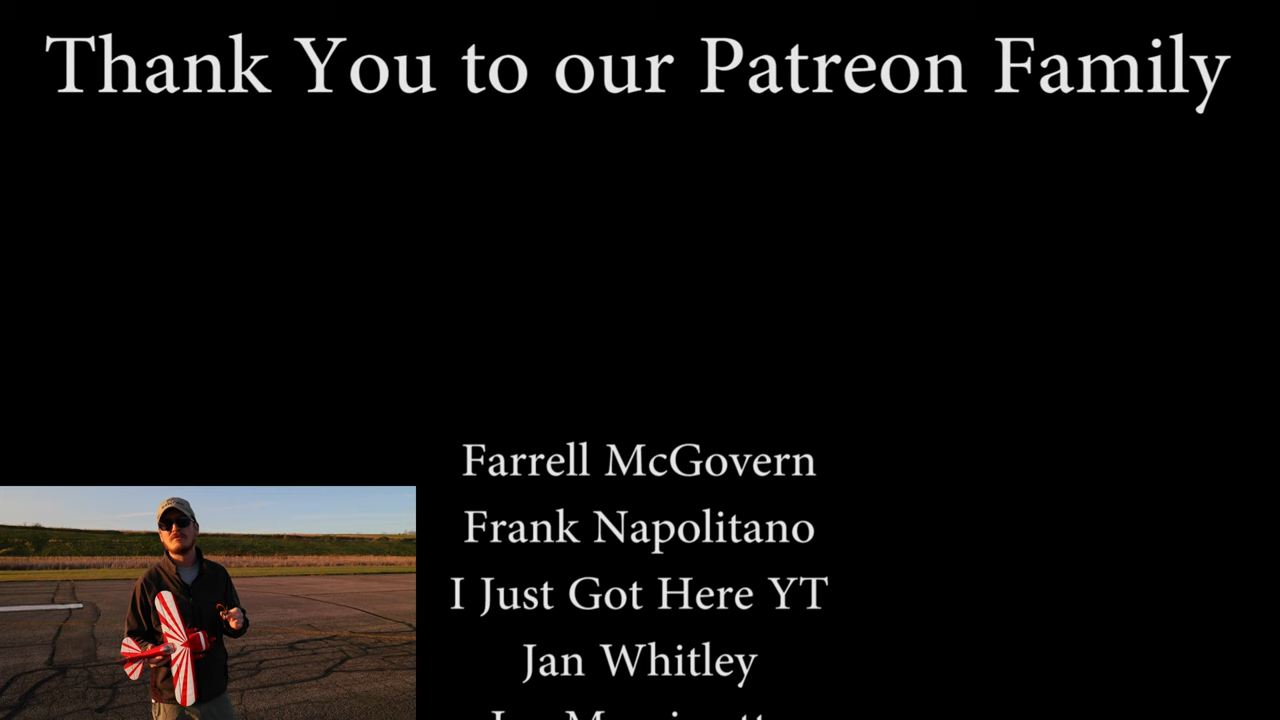 Thank You to our Patreon Family
Farrell McGovern
Frank Napolitano
I Just Got Here YT
Jan Whitley